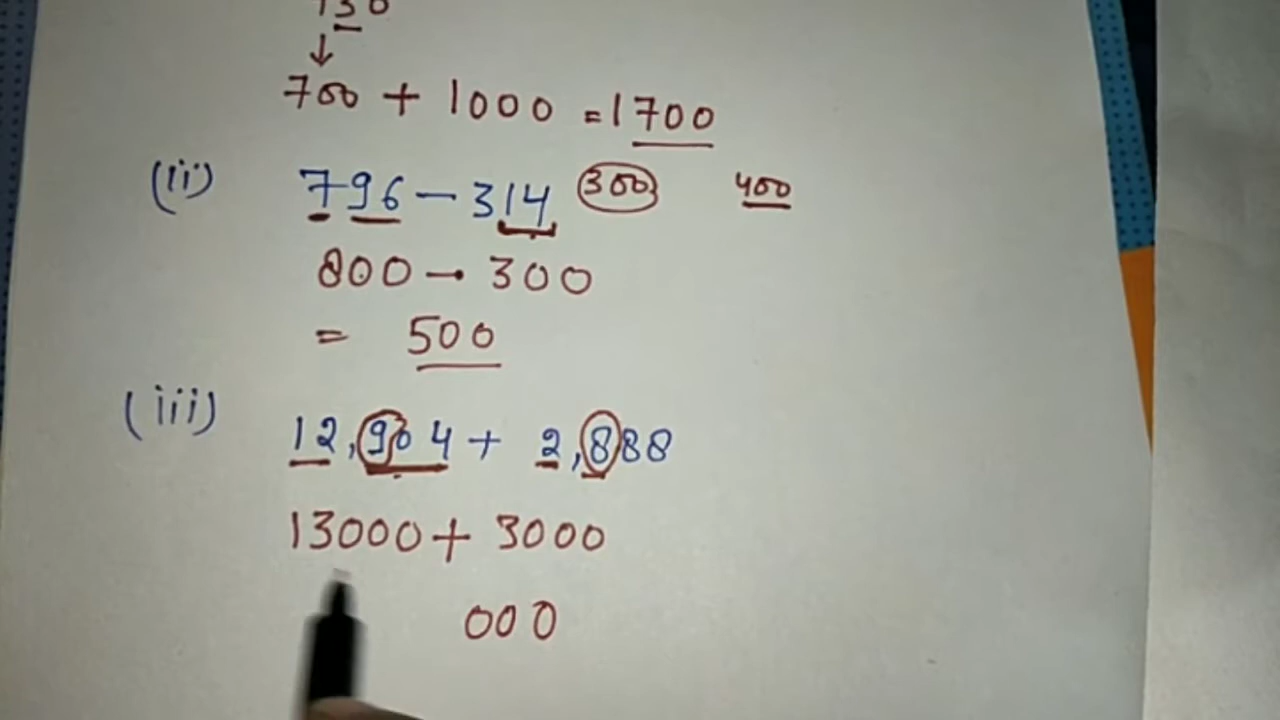 700 + 1000 = 1700
(ii) 796 - 314 300 400
800 - 300
= 500
(iii) 12,904 + 2,888
13000 + 3000
000